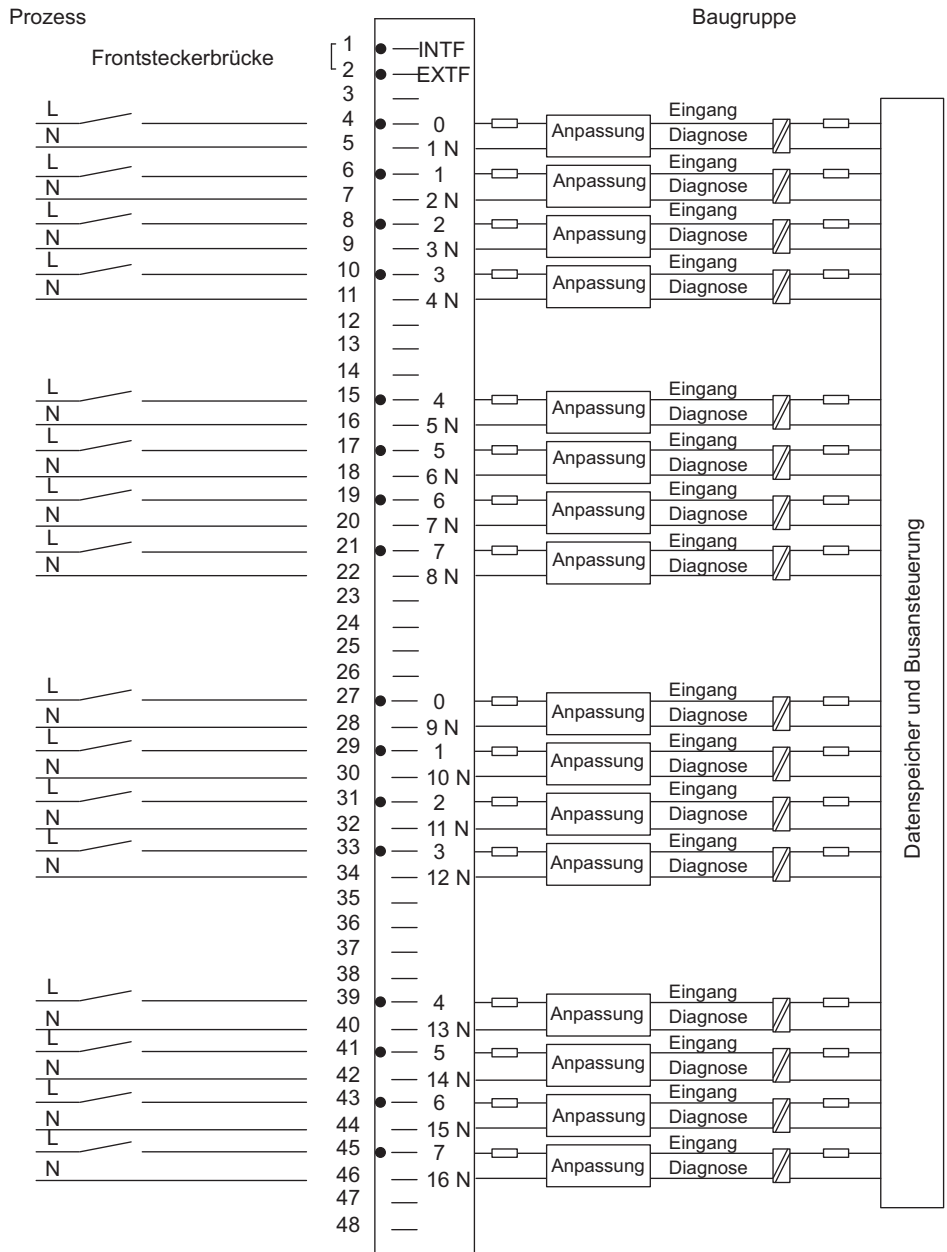 Prozess Baugruppe
Frontsteckerbrücke
1 INTF
2 EXTF
3
L 4 0 Anpassung Eingang
N 5 1 N Diagnose
L 6 1 Anpassung Eingang
N 7 2 N Diagnose
L 8 2 Anpassung Eingang
N 9 3 N Diagnose
L 10 3 Anpassung Eingang
N 11 4 N Diagnose
12
13
14
L 15 4 Anpassung Eingang
N 16 5 N Diagnose
L 17 5 Anpassung Eingang
N 18 6 N Diagnose
L 19 6 Anpassung Eingang
N 20 7 N Diagnose
L 21 7 Anpassung Eingang
N 22 8 N Diagnose
23
24
25
26
L 27 0 Anpassung Eingang
N 28 9 N Diagnose
L 29 1 Anpassung Eingang
N 30 10 N Diagnose
L 31 2 Anpassung Eingang
N 32 11 N Diagnose
L 33 3 Anpassung Eingang
N 34 12 N Diagnose
35
36
37
38
L 39 4 Anpassung Eingang
N 40 13 N Diagnose
L 41 5 Anpassung Eingang
N 42 14 N Diagnose
L 43 6 Anpassung Eingang
N 44 15 N Diagnose
L 45 7 Anpassung Eingang
N 46 16 N Diagnose
47
48
Datenspeicher und Busansteuerung